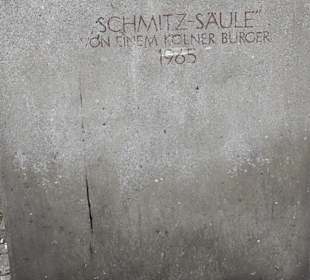 "SCHMITZ-SÄULE"
VON EINEM KÖLNER BÜRGER
1965